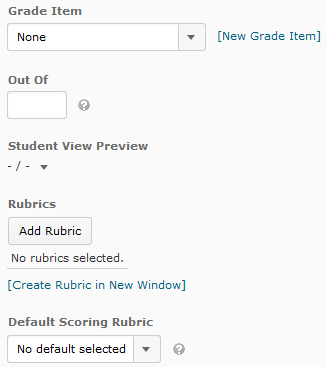 Grade Item
None [New Grade Item]
Out Of
?
Student View Preview
- / -
Rubrics
Add Rubric
No rubrics selected.
[Create Rubric in New Window]
Default Scoring Rubric
No default selected ?